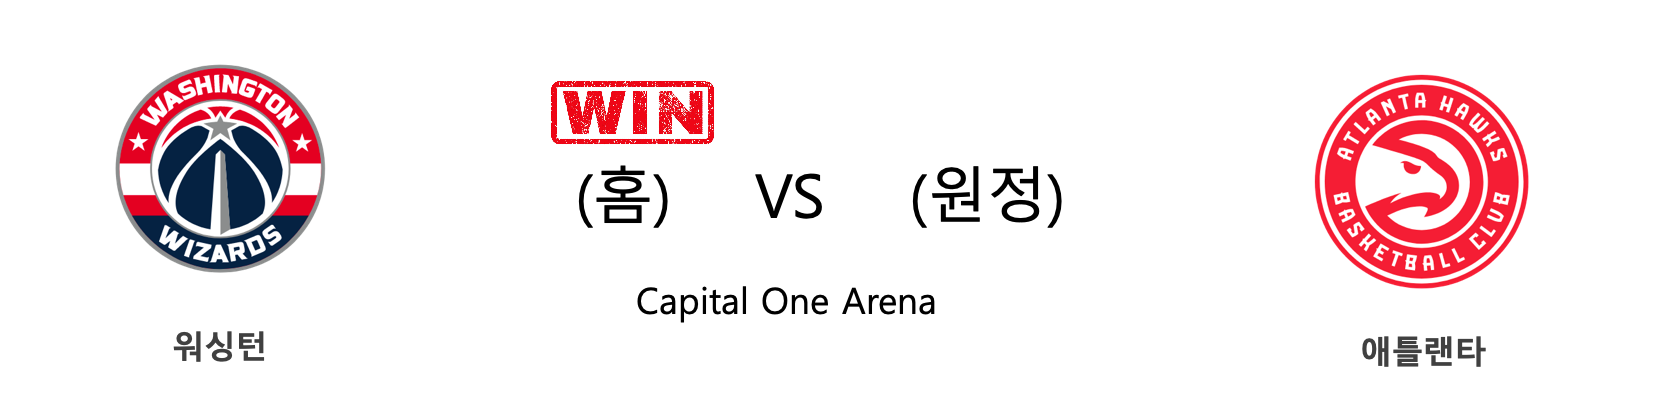 WASHINGTON
WIZARDS
워싱턴
WIN
(홈) VS (원정)
Capital One Arena
ATLANTA HAWKS
BASKETBALL CLUB
애틀랜타